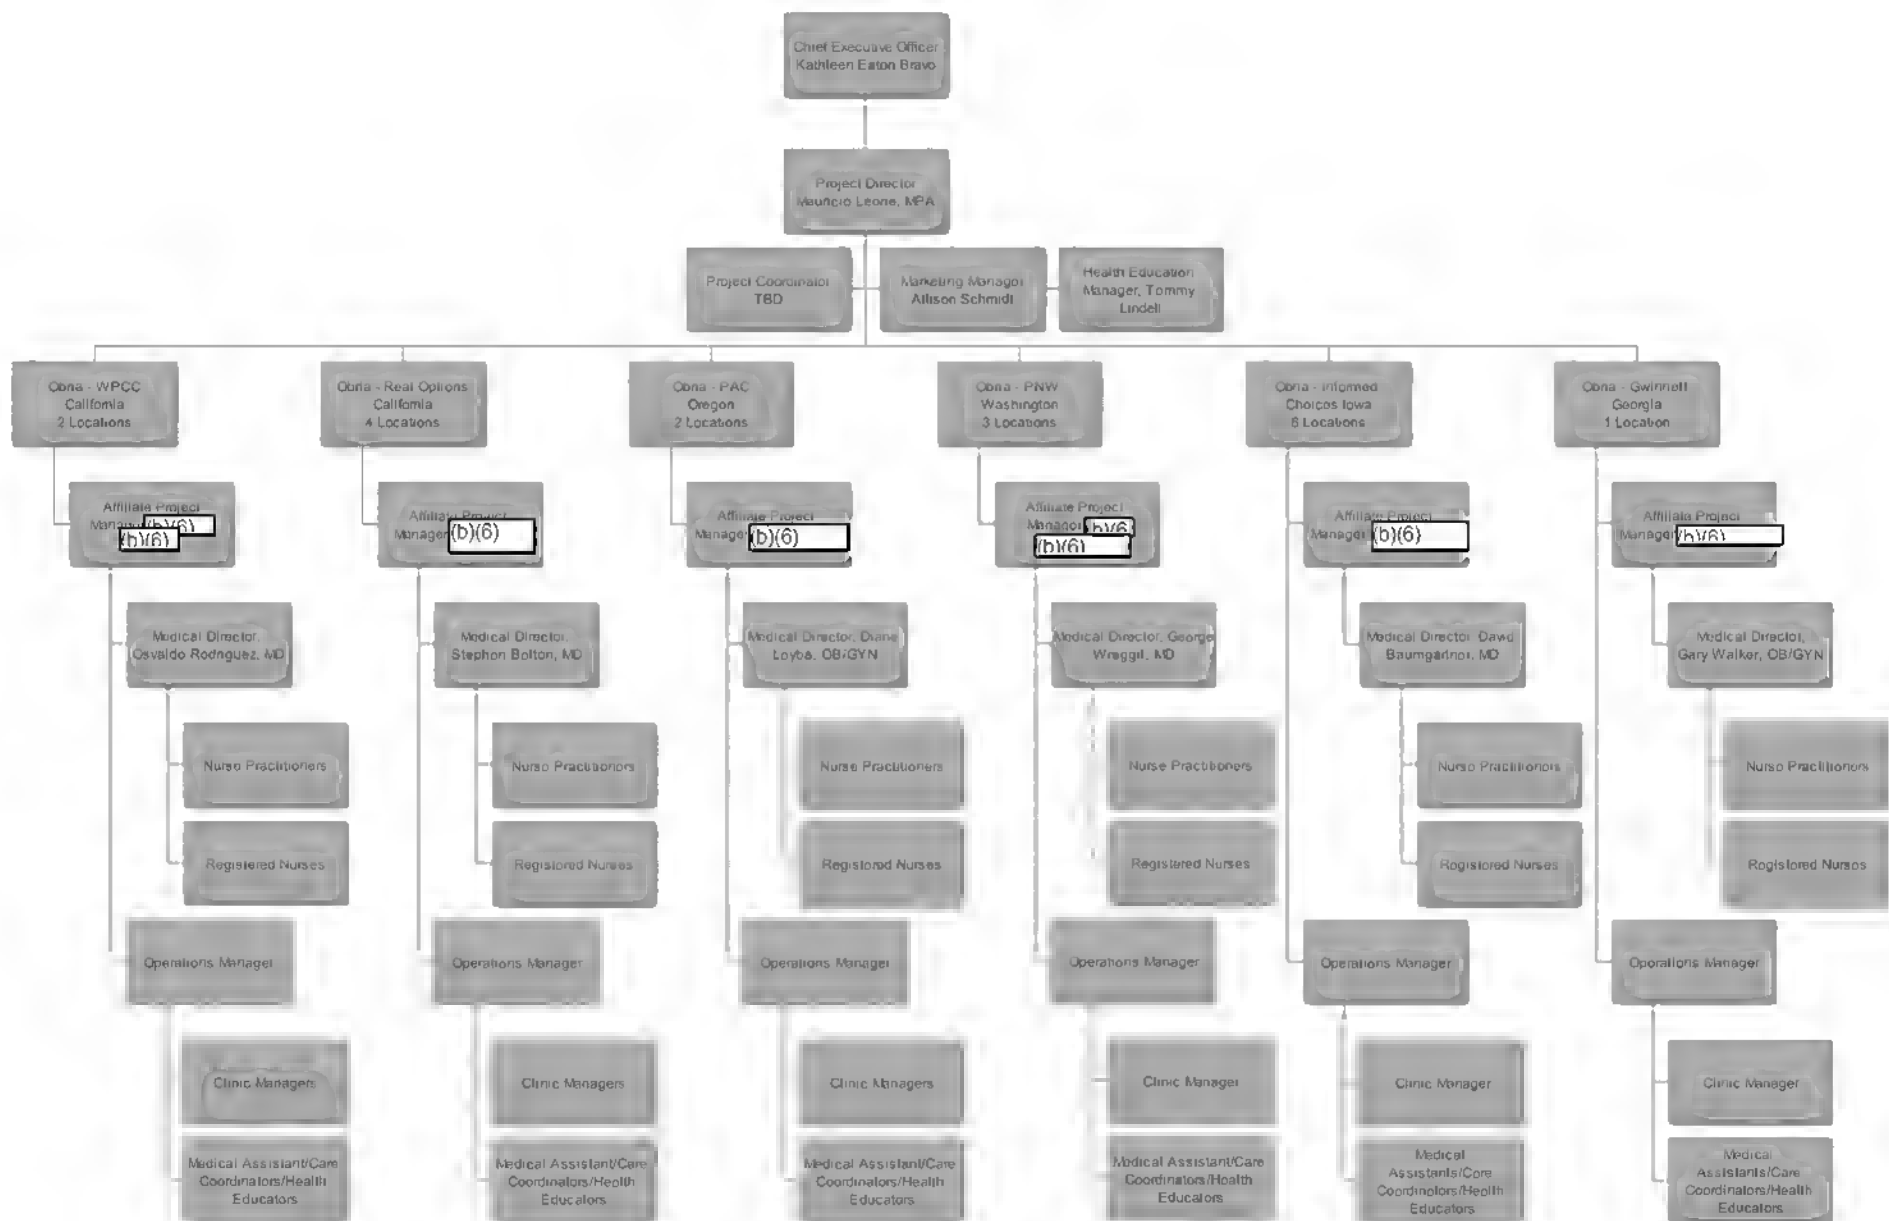 Chief Executive Officer
Kathleen Eaton Bravo
Project Director
Mauricio Leone, MPA
Project Coordinator
TBD
Marketing Manager
Allison Schmidt
Health Education
Manager, Tommy
Lindell
Obria - WPCC
California
2 Locations
Obria - Real Options
California
4 Locations
Obria - PAC
Oregon
2 Locations
Obria - PNW
Washington
3 Locations
Obria - Informed
Choices Iowa
Locations
Obria - Gwinnett
Georgia
1 Location
Affiliate Project
Manager (b)(6)
(b)(6)
Affiliate Project
Manager (b)(6)
Affiliate Project
Manager (b)(6)
Affiliate Project
Manager (b)(6)
(b)(6)
Affiliate Project
Manager (b)(6)
Affiliate Project
Manager (b)(6)
Medical Director,
Osvaldo Rodriguez, MD
Medical Director,
Stephen Bolton, MD
Medical Director, Diane
OB/GYN
Medical Director, George
MD
Medical Director, David
MD
Medical Director,
Gary Walker, OB/GYN
Nurse Practitioners
Nurse Practitioners
Nurse Practitioners
Nurse Practitioners
Nurse Practitioners
Nurse Practitioners
Registered Nurses
Registered Nurses
Registered Nurses
Registered Nurses
Registered Nurses
Registered Nurses
Operations Manager
Operations Manager
Operations Manager
Operations Manager
Operations Manager
Operations Manager
Clinic Managers
Clinic Managers
Clinic Managers
Clinic Manager
Clinic Manager
Clinic Manager
Medical Assistant/Care
Coordinators/Health
Educators
Medical Assistant/Care
Coordinators/Health
Educators
Medical Assistant/Care
Coordinators/Health
Educators
Medical Assistant/Care
Coordinators/Health
Educators
Medical
Assistants/Care
Coordinators/Health
Educators
Medical
Assistants/Care
Coordinators/Health
Educators